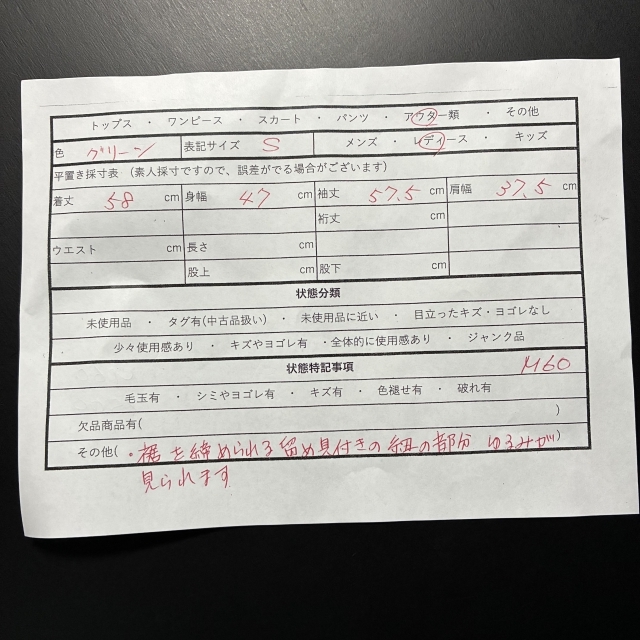 トップス ・ ワンピース ・ スカート ・ パンツ ・ アウター類 ・ その他
色 グリーン 表記サイズ S メンズ ・ レディース ・ キッズ
平置き採寸表 (素人採寸ですので、誤差がでる場合がございます)
着丈 58 cm 身幅 47 cm 袖丈 57.5 cm 肩幅 37.5 cm
裄丈 cm
ウエスト cm 長さ cm
股上 cm 股下 cm
状態分類
未使用品 ・ タグ有(中古品扱い) ・ 未使用品に近い ・ 目立ったキズ・ヨゴレなし
少々使用感あり ・ キズやヨゴレ有 ・全体的に使用感あり ・ ジャンク品
状態特記事項 M60
毛玉有 ・ シミやヨゴレ有 ・ キズ有 ・ 色褪せ有 ・ 破れ有
欠品商品有( )
その他( ・裾を締められる留め具付きの紐の部分 ゆるみが)
見られます